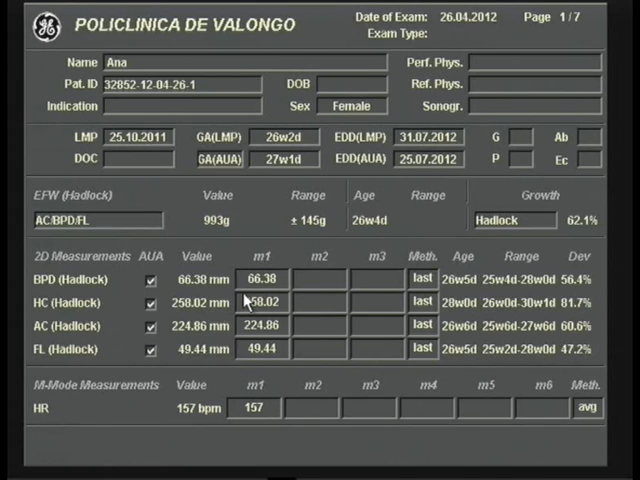 POLICLINICA DE VALONGO
Date of Exam: 26.04.2012 Page 1/7
Exam Type:
Name Ana Perf. Phys.
Pat. ID 32852-12-04-26-1 DOB Ref. Phys.
Indication Sex Female Sonogr.
LMP 25.10.2011 GA(LMP) 26w2d EDD(LMP) 31.07.2012 G Ab
DOC GA(AUA) 27w1d EDD(AUA) 25.07.2012 P Ec
EFW (Hadlock) Value Range Age Range Growth
AC/BPD/FL 993g ± 145g 26w4d Hadlock 62.1%
2D Measurements AUA Value m1 m2 m3 Meth. Age Range Dev
BPD (Hadlock) 66.38 mm 66.38 last 26w5d 25w4d-28w0d 56.4%
HC (Hadlock) 258.02 mm 58.02 last 28w0d 26w0d-30w1d 81.7%
AC (Hadlock) 224.86 mm 224.86 last 26w6d 25w6d-27w6d 60.6%
FL (Hadlock) 49.44 mm 49.44 last 26w5d 25w2d-28w0d 47.2%
M-Mode Measurements Value m1 m2 m3 m4 m5 m6 Meth.
HR 157 bpm 157 avg